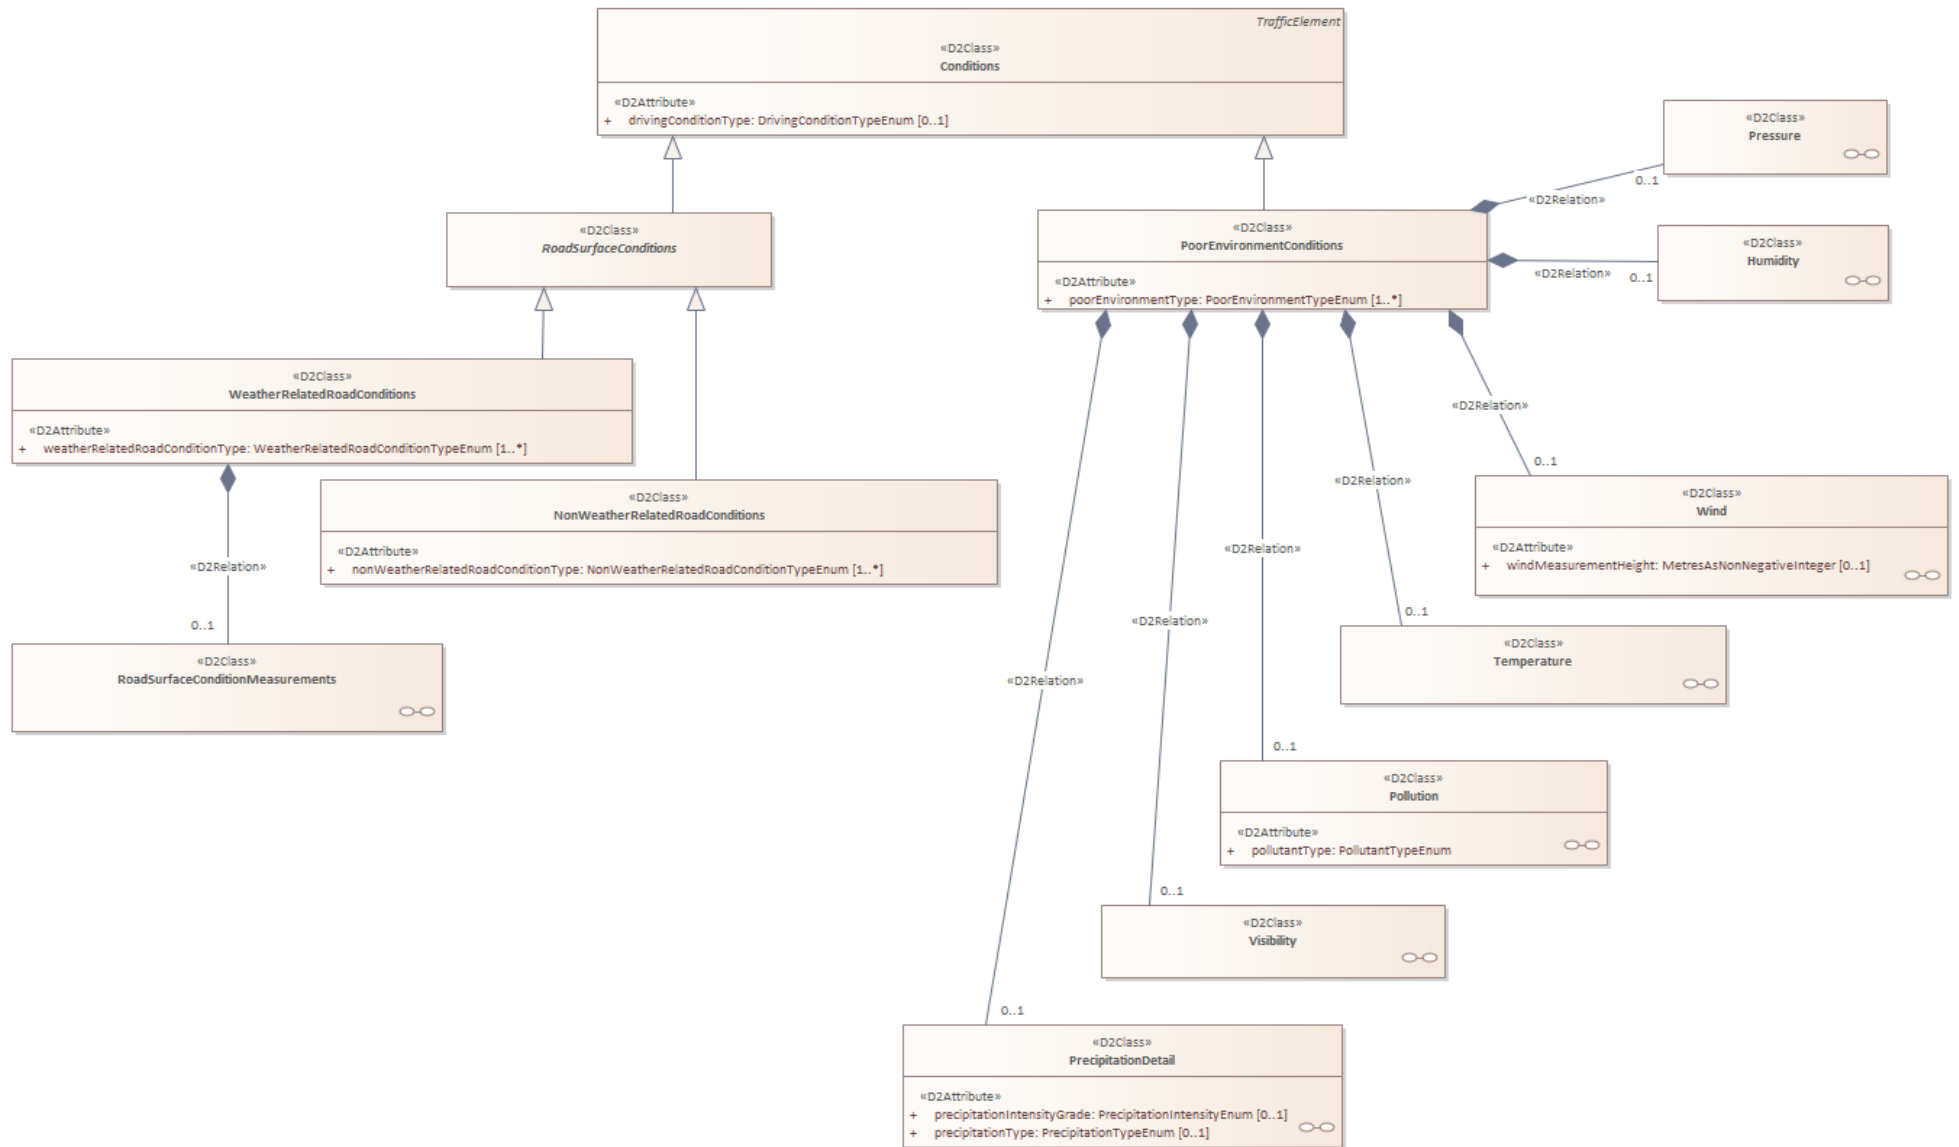 TrafficElement
«D2Class»
Conditions
«D2Attribute»
+ drivingConditionType: DrivingConditionTypeEnum [0..1]
«D2Class»
Pressure
0..1
«D2Relation»
«D2Class»
RoadSurfaceConditions
«D2Class»
PoorEnvironmentConditions
«D2Attribute»
+ poorEnvironmentType: PoorEnvironmentTypeEnum [1..*]
«D2Class»
Humidity
«D2Relation»
0..1
«D2Class»
WeatherRelatedRoadConditions
«D2Attribute»
+ weatherRelatedRoadConditionType: WeatherRelatedRoadConditionTypeEnum [1..*]
«D2Relation»
0..1
«D2Class»
Wind
«D2Attribute»
+ windMeasurementHeight: MetresAsNonNegativeInteger [0..1]
«D2Class»
NonWeatherRelatedRoadConditions
«D2Attribute»
+ nonWeatherRelatedRoadConditionType: NonWeatherRelatedRoadConditionTypeEnum [1..*]
«D2Relation»
0..1
«D2Class»
RoadSurfaceConditionMeasurements
«D2Relation»
0..1
«D2Class»
Temperature
«D2Relation»
0..1
«D2Class»
Pollution
«D2Attribute»
+ pollutantType: PollutantTypeEnum
«D2Relation»
0..1
«D2Class»
Visibility
«D2Relation»
0..1
«D2Class»
PrecipitationDetail
«D2Attribute»
+ precipitationIntensityGrade: PrecipitationIntensityEnum [0..1]
+ precipitationType: PrecipitationTypeEnum [0..1]